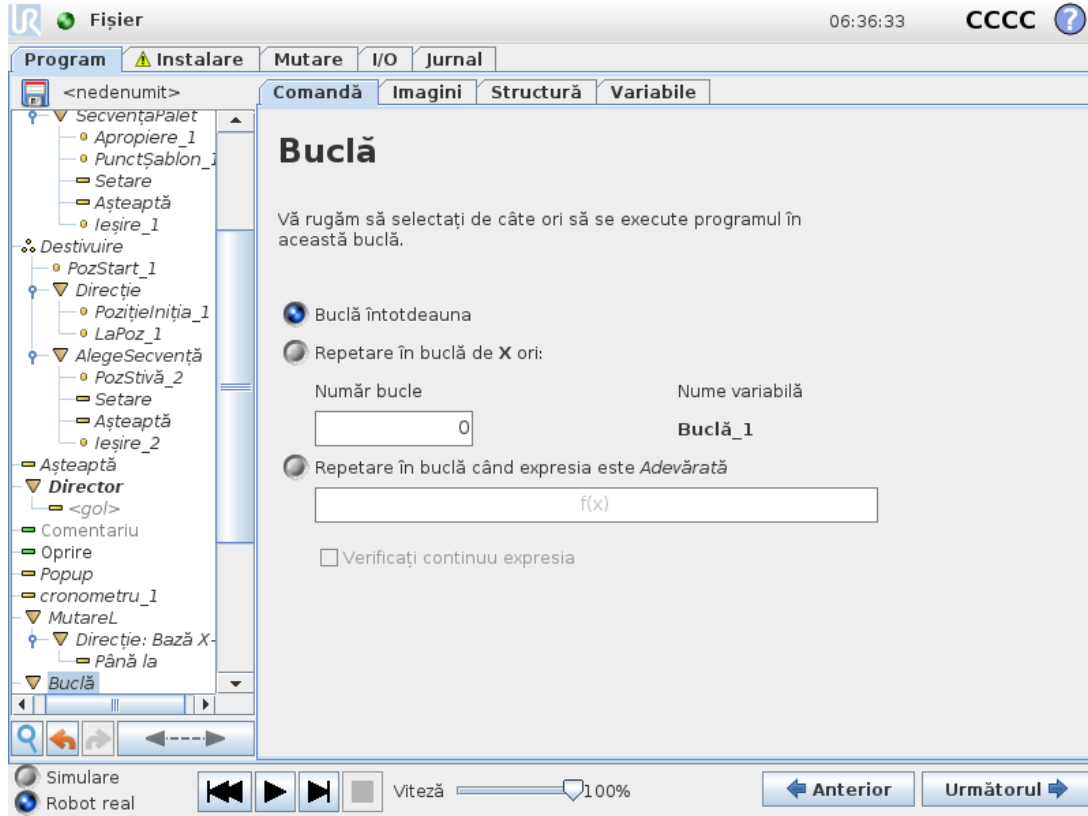 UR Fișier 06:36:33 CCCC ?
Program Instalare Mutare I/O Jurnal
<nedenumit>
Comandă Imagini Structură Variabile
SecvențaPalet
Apropiere_1
PunctȘablon_1
Setare
Așteaptă
Ieșire_1
Destivuire
PozStart_1
Direcție
PozițieIniția_1
LaPoz_1
AlegeSecvență
PozStivă_2
Setare
Așteaptă
Ieșire_2
Așteaptă
Director
<gol>
Comentariu
Oprire
Popup
cronometru_1
MutareL
Direcție: Bază X-
Până la
Buclă
Buclă
Vă rugăm să selectați de câte ori să se execute programul în
această buclă.
Buclă întotdeauna
Repetare în buclă de X ori:
Număr bucle Nume variabilă
0 Buclă_1
Repetare în buclă când expresia este Adevărată
f(x)
Verificați continuu expresia
Simulare
Robot real
Viteză 100%
Anterior Următorul